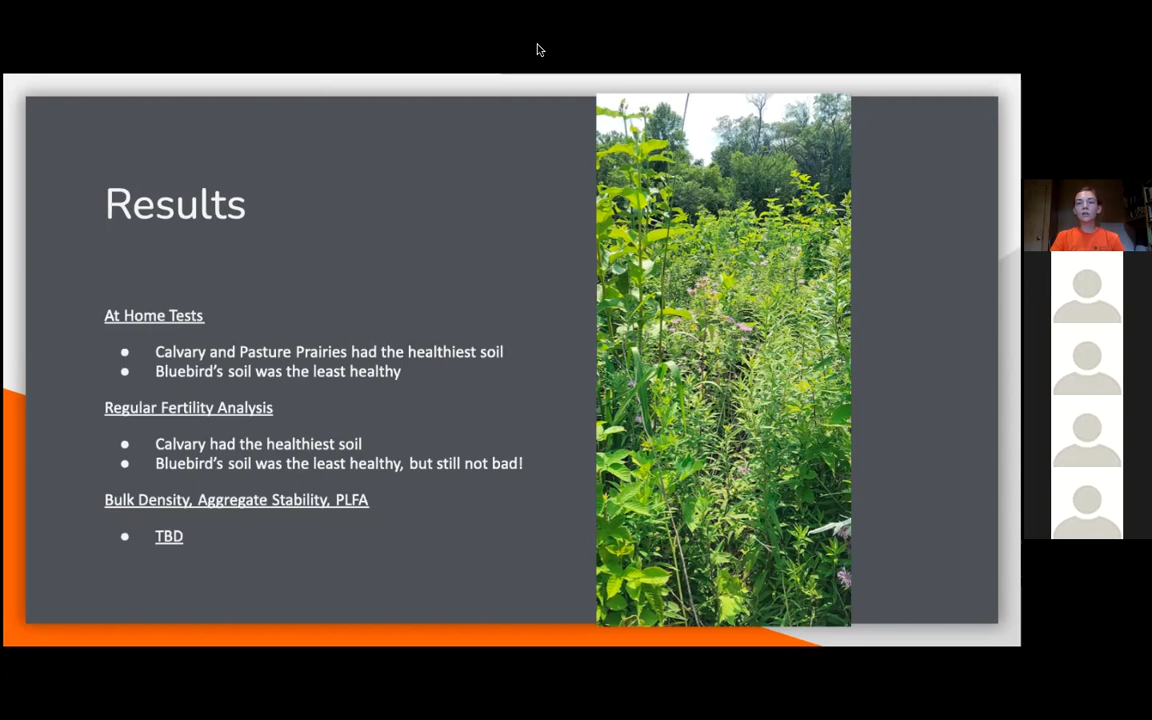 Results
At Home Tests
● Calvary and Pasture Prairies had the healthiest soil
● Bluebird's soil was the least healthy
Regular Fertility Analysis
● Calvary had the healthiest soil
● Bluebird's soil was the least healthy, but still not bad!
Bulk Density, Aggregate Stability, PLFA
● TBD